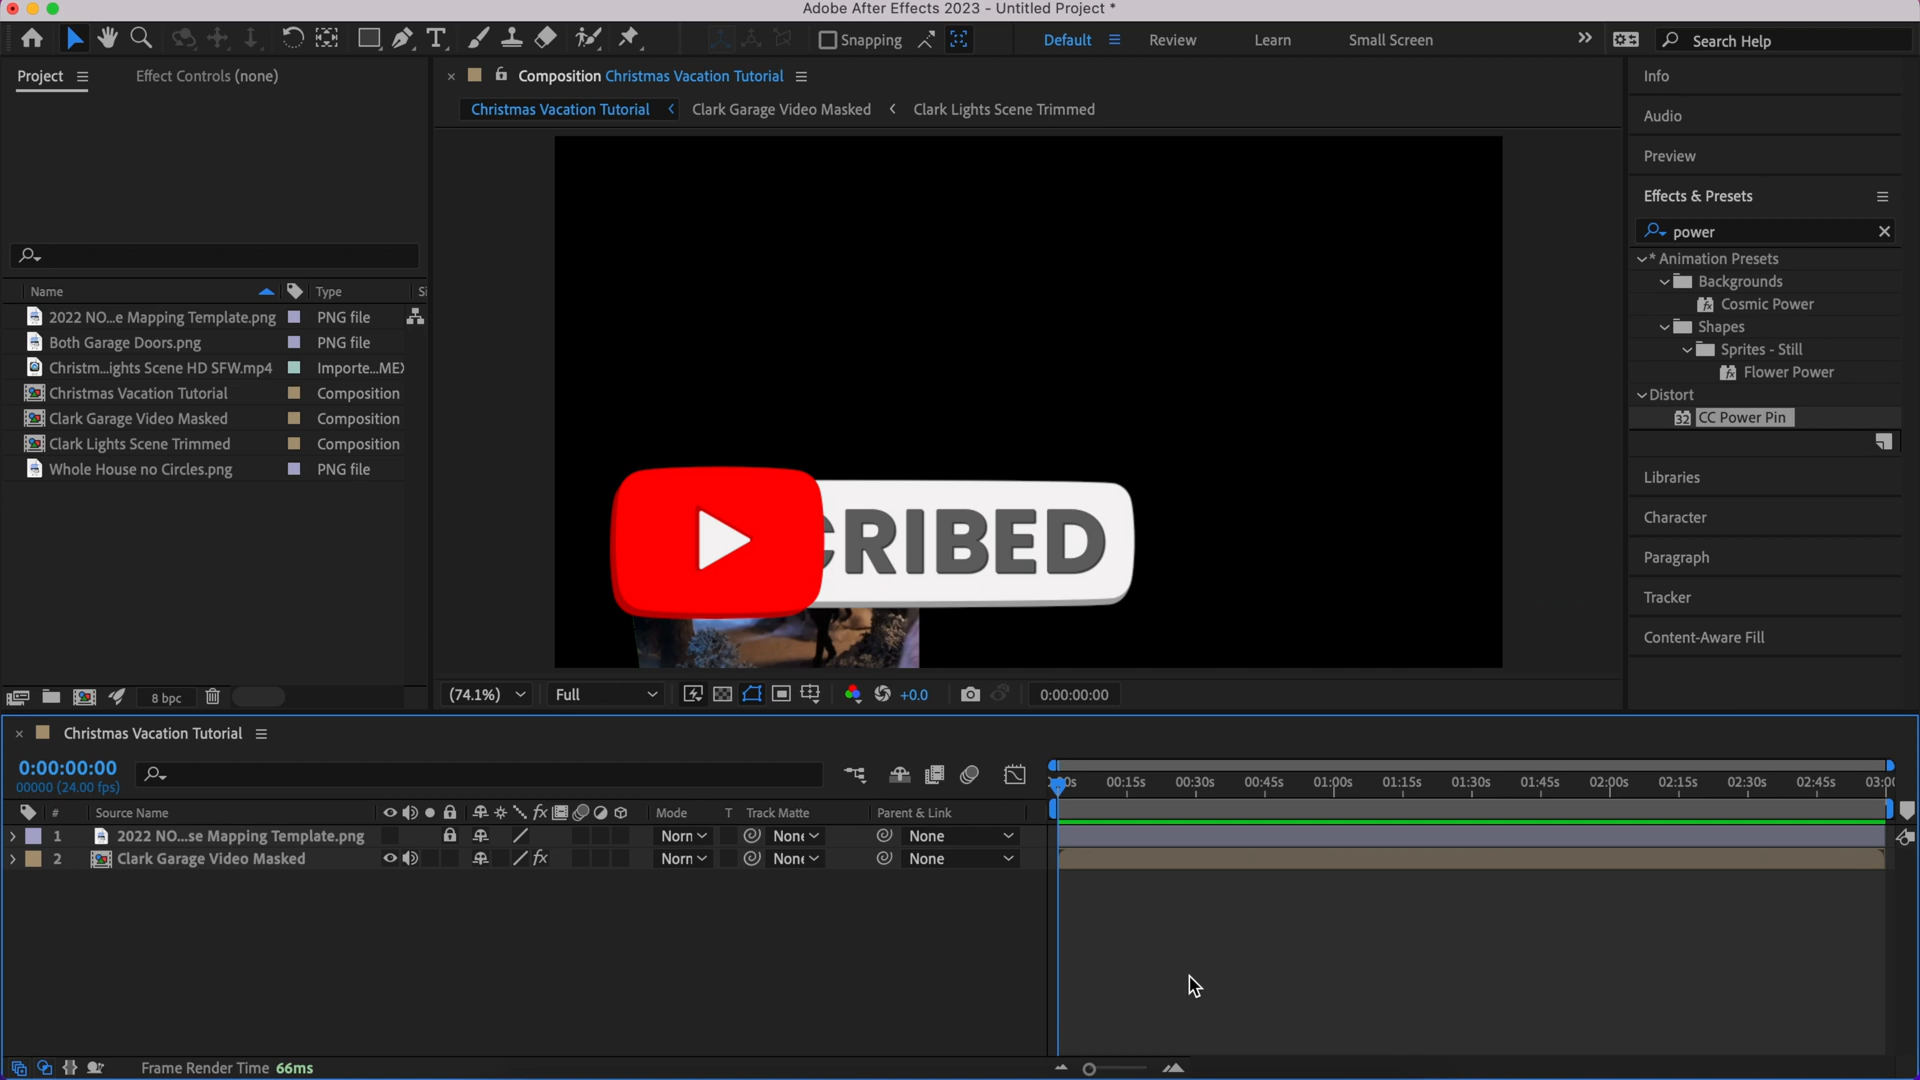 Adobe After Effects 2023 - Untitled Project *
Snapping
Default
Review
Learn
Small Screen
Search Help
Project
Effect Controls (none)
Composition Christmas Vacation Tutorial
Christmas Vacation Tutorial
Clark Garage Video Masked
Clark Lights Scene Trimmed
Name
Type
Si
2022 NO...e Mapping Template.png
PNG file
Both Garage Doors.png
PNG file
Christm...ights Scene HD SFW.mp4
Importe...MEX
Christmas Vacation Tutorial
Composition
Clark Garage Video Masked
Composition
Clark Lights Scene Trimmed
Composition
Whole House no Circles.png
PNG file
8 bpc
CRIBED
(74.1%)
Full
+0.0
0:00:00:00
Info
Audio
Preview
Effects & Presets
power
* Animation Presets
Backgrounds
Cosmic Power
Shapes
Sprites - Still
Flower Power
Distort
32 CC Power Pin
Libraries
Character
Paragraph
Tracker
Content-Aware Fill
Christmas Vacation Tutorial
0:00:00:00
00000 (24.00 fps)
00s 00:15s 00:30s 00:45s 01:00s 01:15s 01:30s 01:45s 02:00s 02:15s 02:30s 02:45s 03:00
# Source Name
fx
Mode T Track Matte Parent & Link
1 2022 NO...se Mapping Template.png
Norn
None
None
2 Clark Garage Video Masked
fx
Norn
None
None
Frame Render Time 66ms